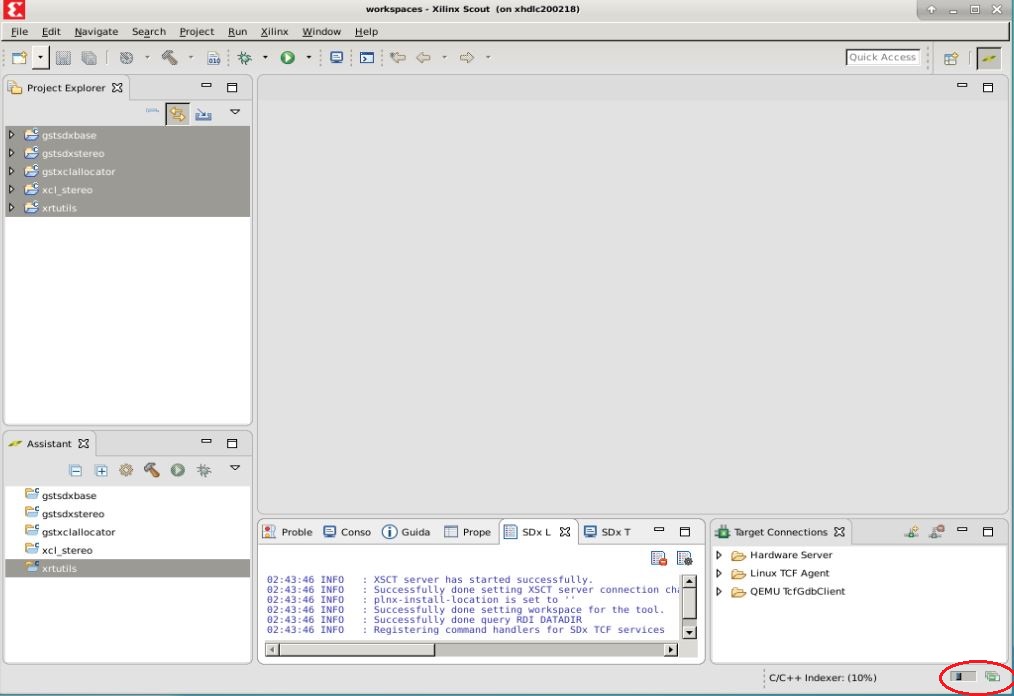 workspaces - Xilinx Scout (on xhdlc200218)
File Edit Navigate Search Project Run Xilinx Window Help
010
Quick Access
Project Explorer
gstsdxbase
gstsdxstereo
gstxclallocator
xcl_stereo
xrtutils
Assistant
gstsdxbase
gstsdxstereo
gstxclallocator
xcl_stereo
xrtutils
Proble Conso Guida Prope SDx L SDx T
02:43:46 INFO : XSCT server has started successfully.
02:43:46 INFO : Successfully done setting XSCT server connection cha
02:43:46 INFO : plnx-install-location is set to ''
02:43:46 INFO : Successfully done setting workspace for the tool.
02:43:46 INFO : Successfully done query RDI DATADIR
02:43:46 INFO : Registering command handlers for SDx TCF services
Target Connections
Hardware Server
Linux TCF Agent
QEMU TcfGdbClient
C/C++ Indexer: (10%)